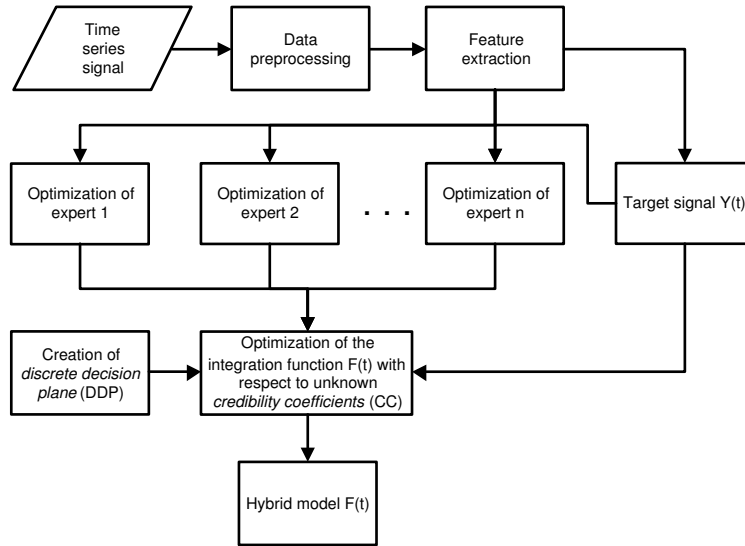 Time
series
signal
Data
preprocessing
Feature
extraction
Optimization of
expert 1
Optimization of
expert 2
. . .
Optimization of
expert n
Target signal Y(t)
Creation of
discrete decision
plane (DDP)
Optimization of the
integration function F(t) with
respect to unknown
credibility coefficients (CC)
Hybrid model F(t)